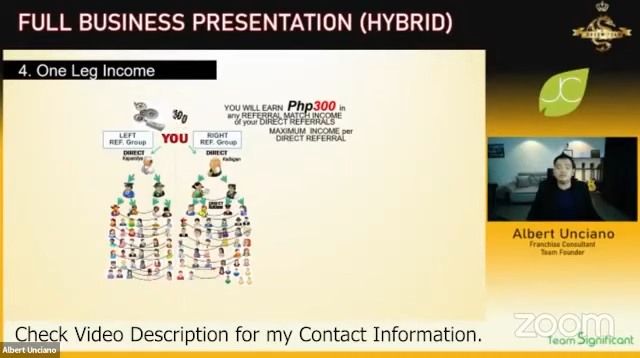 FULL BUSINESS PRESENTATION (HYBRID)
4. One Leg Income
300
YOU WILL EARN Php300 in
any REFERRAL MATCH INCOME
of your DIRECT REFERRALS
MAXIMUM INCOME per
DIRECT REFERRAL
LEFT
REF. Group
YOU
RIGHT
REF. Group
DIRECT
Kapamilya
DIRECT
Kaibigan
JC
Albert Unciano
Franchise Consultant
Team Founder
zoom
Team Significant
Check Video Description for my Contact Information.
Albert Unciano